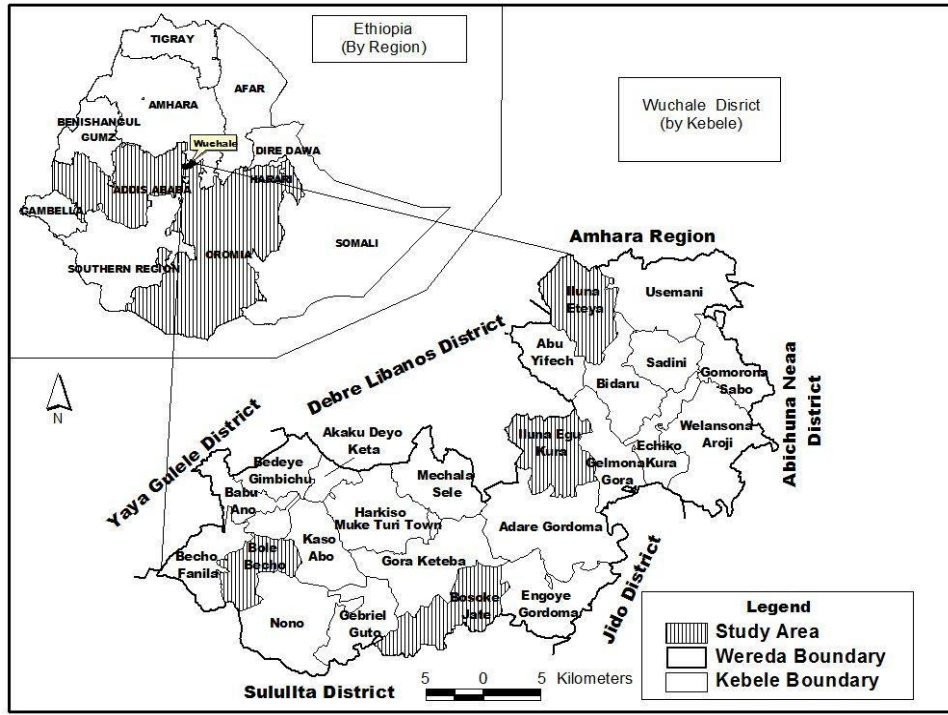 Ethiopia
(By Region)
TIGRAY
AFAR
AMHARA
BENISHANGUL
GUMZ
Wuchale
DIRE DAWA
HARARI
ADDIS ABABA
GAMBELLA
OROMIA
SOMALI
SOUTHERN REGION
Wuchale Disrict
(by Kebele)
Amhara Region
Iluna
Eteya
Usemani
Abu
Yifech
Sadini
Bidaru
Gomorona
Sabo
Welansona
Aroji
Abichuna Neaa
District
Debre Libanos District
Yaya Gulele District
Iluna Egu
Kura
Echiko
Kura
Gelmona
Gora
Akaku Deyo
Keta
Bedeye
Gimbichu
Mechala
Sele
Babu
Ano
Harkiso
Muke Turi Town
Adare Gordoma
Kaso
Abo
Bole
Becho
Becho
Fanila
Gora Keteba
Bosoke
Jate
Engoye
Gordoma
Nono
Gebriel
Guto
Jido District
Sulullta District
N
5 0 5 Kilometers
Legend
Study Area
Wereda Boundary
Kebele Boundary